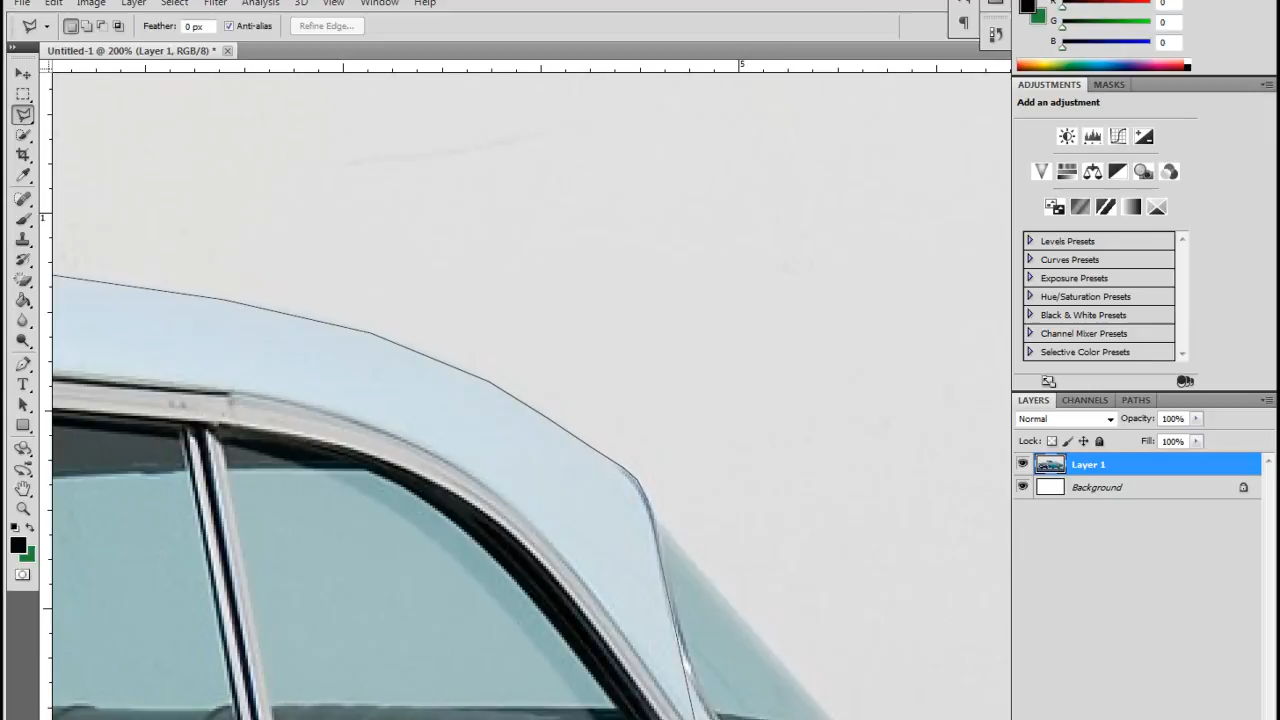 File Edit Image Layer Select Filter Analysis 3D View Window Help
Feather: 0 px Anti-alias Refine Edge...
Untitled-1 @ 200% (Layer 1, RGB/8) *
5
1
0
G 0
B 0
ADJUSTMENTS MASKS
Add an adjustment
Levels Presets
Curves Presets
Exposure Presets
Hue/Saturation Presets
Black & White Presets
Channel Mixer Presets
Selective Color Presets
LAYERS CHANNELS PATHS
Normal Opacity: 100%
Lock: Fill: 100%
Layer 1
Background